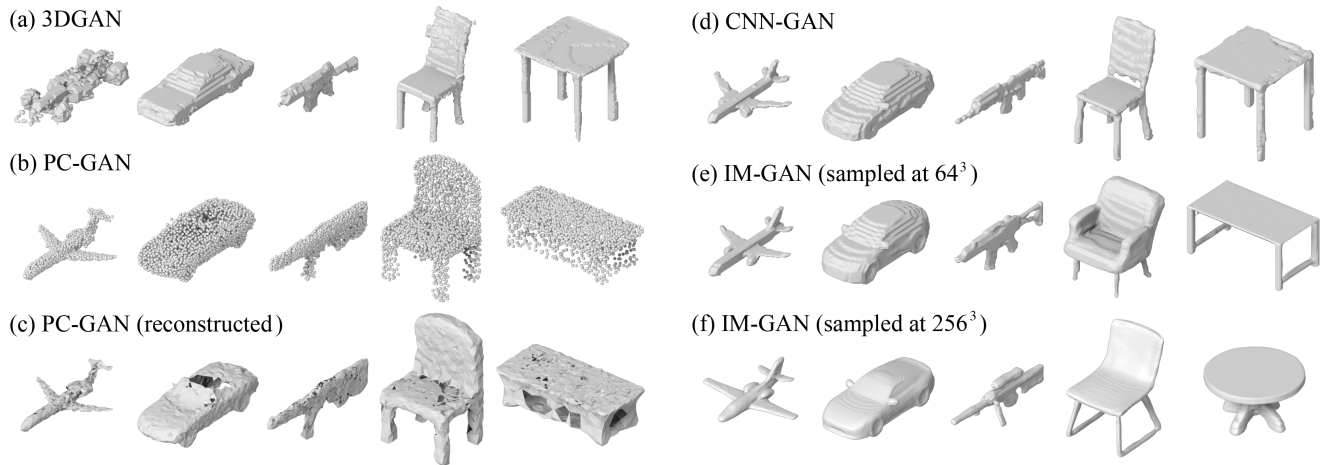 (a) 3DGAN
(b) PC-GAN
(c) PC-GAN (reconstructed)
(d) CNN-GAN
(e) IM-GAN (sampled at 64³)
(f) IM-GAN (sampled at 256³)